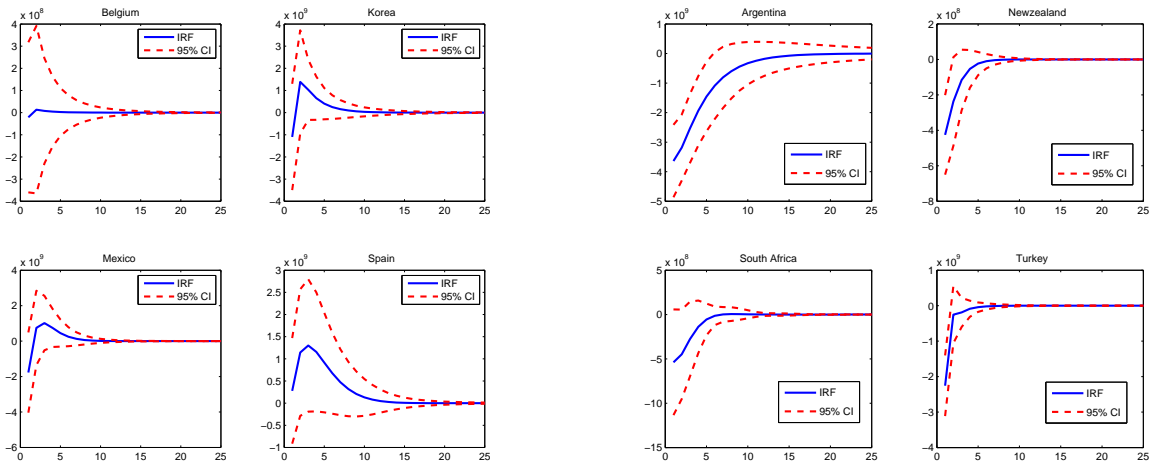 Belgium
x 10^8
4
3
2
1
0
−1
−2
−3
−4
0 5 10 15 20 25
IRF
95% CI
Korea
x 10^9
4
3
2
1
0
−1
−2
−3
−4
0 5 10 15 20 25
IRF
95% CI
Argentina
x 10^9
1
0
−1
−2
−3
−4
−5
0 5 10 15 20 25
IRF
95% CI
Newzealand
x 10^8
2
0
−2
−4
−6
−8
0 5 10 15 20 25
IRF
95% CI
Mexico
x 10^9
4
2
0
−2
−4
−6
0 5 10 15 20 25
IRF
95% CI
Spain
x 10^9
3
2.5
2
1.5
1
0.5
0
−0.5
−1
0 5 10 15 20 25
IRF
95% CI
South Africa
x 10^8
5
0
−5
−10
−15
0 5 10 15 20 25
IRF
95% CI
Turkey
x 10^9
1
0
−1
−2
−3
−4
0 5 10 15 20 25
IRF
95% CI